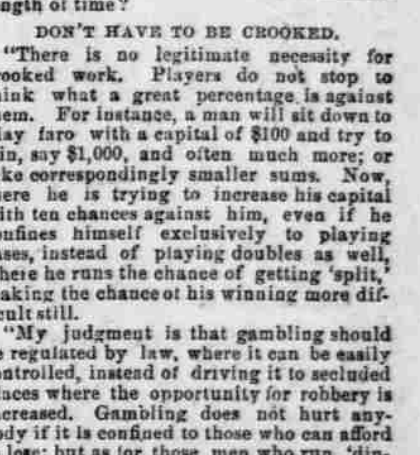 ngth of time?
DON'T HAVE TO BE CROOKED.
"There is no legitimate necessity for
rooked work. Players do not stop to
hink what a great percentage is against
hem. For instance, a man will sit down to
lay faro with a capital of $100 and try to
in, say $1,000, and often much more; or
ke correspondingly smaller sums. Now,
ere he is trying to increase his capital
ith ten chances against him, even if he
onfines himself exclusively to playing
ases, instead of playing doubles as well,
here he runs the chance of getting 'split,'
aking the chance of his winning more dif-
cult still.
"My judgment is that gambling should
e regulated by law, where it can be easily
ontrolled, instead of driving it to secluded
laces where the opportunity for robbery is
ncreased. Gambling does not hurt any-
ody if it is confined to those who can afford
lose; but as for those men who run 'din-